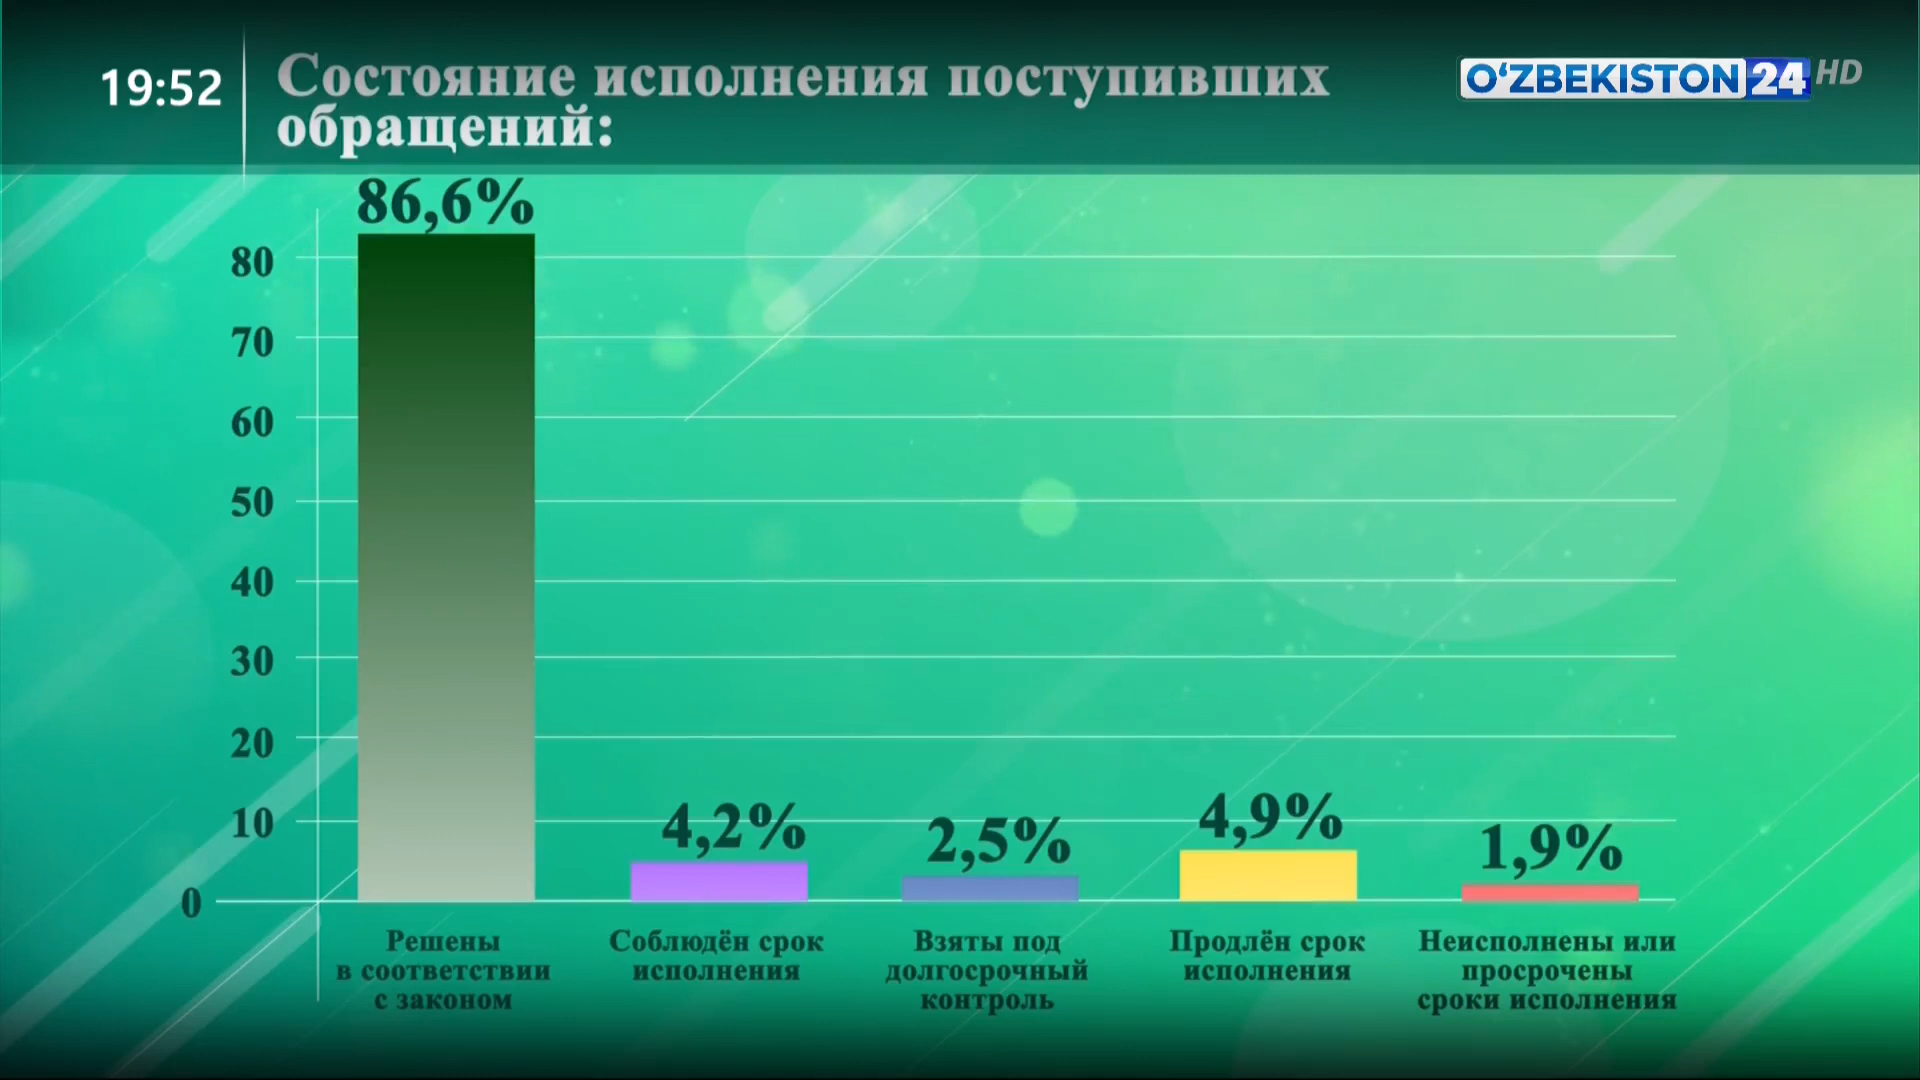 19:52
Состояние исполнения поступивших
обращений:
O‘ZBEKISTON 24 HD
86,6%
80
70
60
50
40
30
20
10
0
4,2%
2,5%
4,9%
1,9%
Решены
в соответствии
с законом
Соблюдён срок
исполнения
Взяты под
долгосрочный
контроль
Продлён срок
исполнения
Неисполнены или
просрочены
сроки исполнения